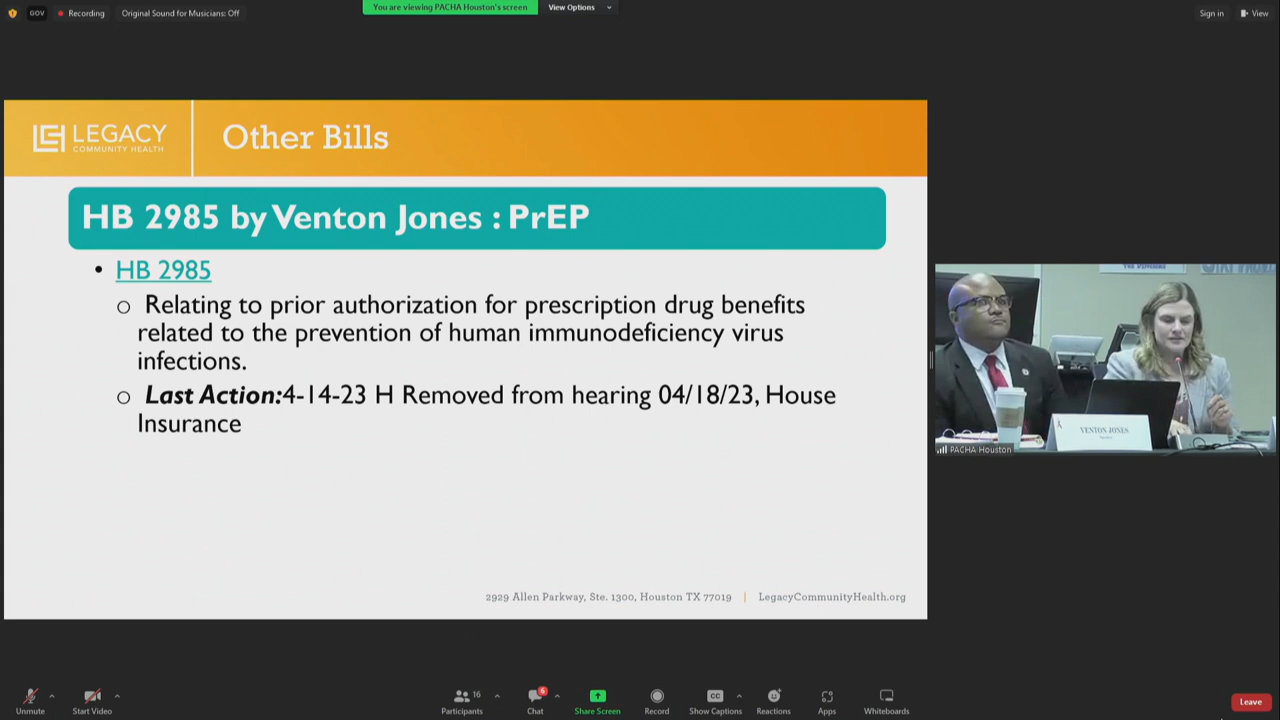 GOV
Recording
Original Sound for Musicians: Off
You are viewing PACHA Houston's screen
View Options
Sign in
View
LEGACY
COMMUNITY HEALTH
Other Bills
HB 2985 by Venton Jones : PrEP
• HB 2985
o Relating to prior authorization for prescription drug benefits
related to the prevention of human immunodeficiency virus
infections.
o Last Action:4-14-23 H Removed from hearing 04/18/23, House
Insurance
2929 Allen Parkway, Ste. 1300, Houston TX 77019 | LegacyCommunityHealth.org
VENTON JONES
PACHA Houston
Unmute
Start Video
16
Participants
6
Chat
Share Screen
Record
CC
Show Captions
Reactions
Apps
Whiteboards
Leave